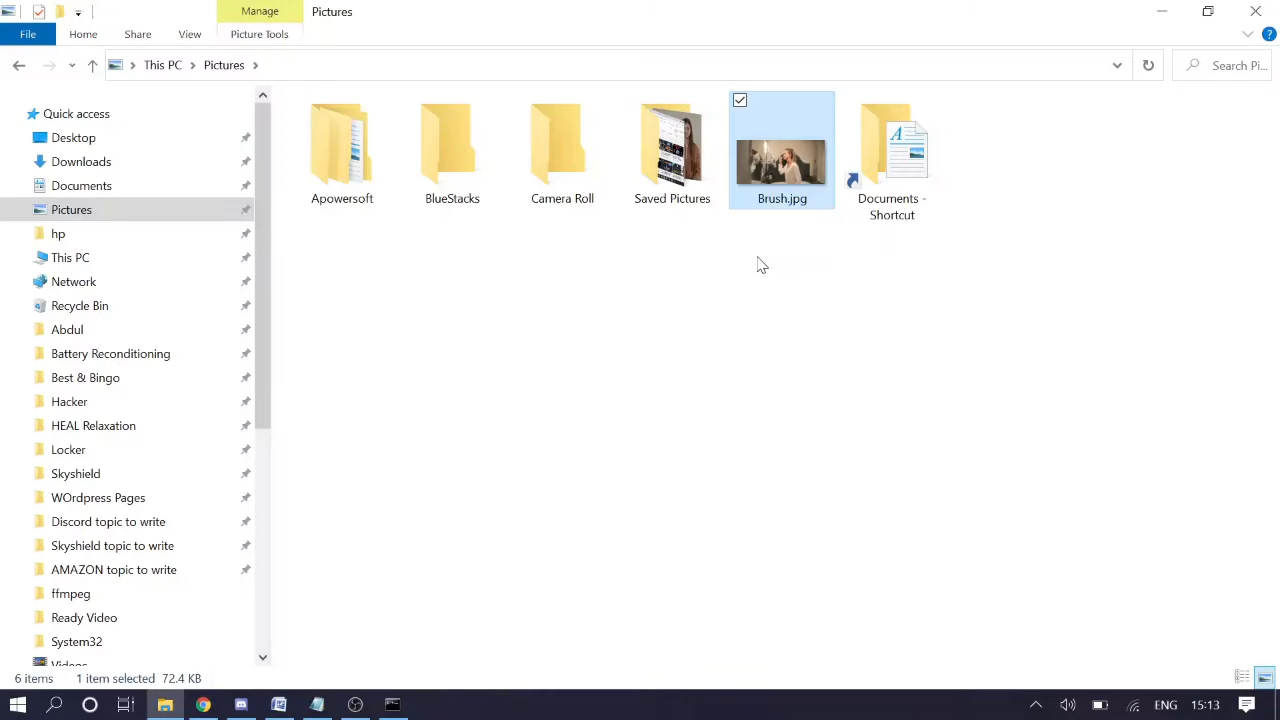 Manage
Pictures
File
Home
Share
View
Picture Tools
This PC
Pictures
Search Pi...
Quick access
Desktop
Downloads
Documents
Pictures
hp
This PC
Network
Recycle Bin
Abdul
Battery Reconditioning
Best & Bingo
Hacker
HEAL Relaxation
Locker
Skyshield
WOrdpress Pages
Discord topic to write
Skyshield topic to write
AMAZON topic to write
ffmpeg
Ready Video
System32
Videos
Apowersoft
BlueStacks
Camera Roll
Saved Pictures
Brush.jpg
Documents -
Shortcut
6 items
1 item selected 72.4 KB
ENG
15:13